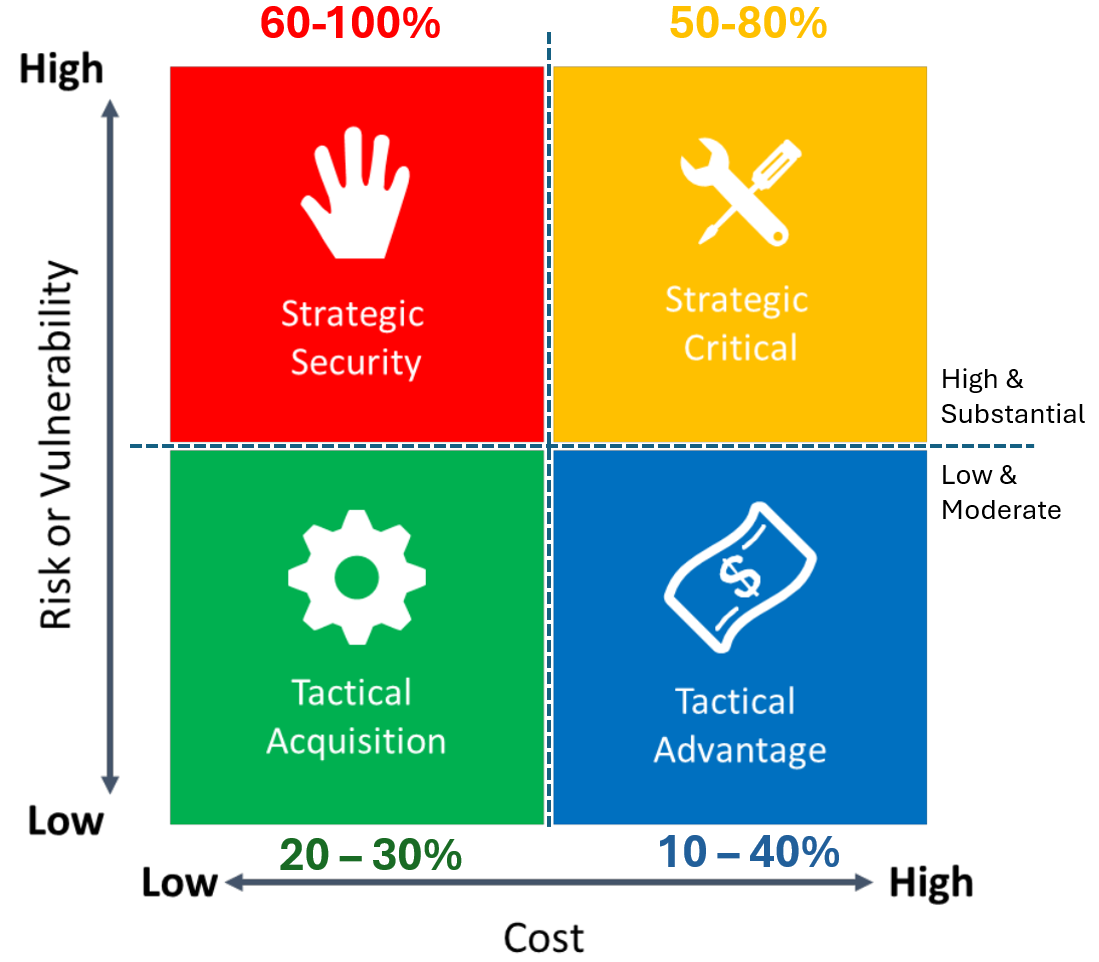 60-100%
50-80%
High
Strategic
Security
Strategic
Critical
High &
Substantial
Risk or Vulnerability
Low &
Moderate
$
Tactical
Acquisition
Tactical
Advantage
Low
20 – 30%
10 – 40%
Low
High
Cost